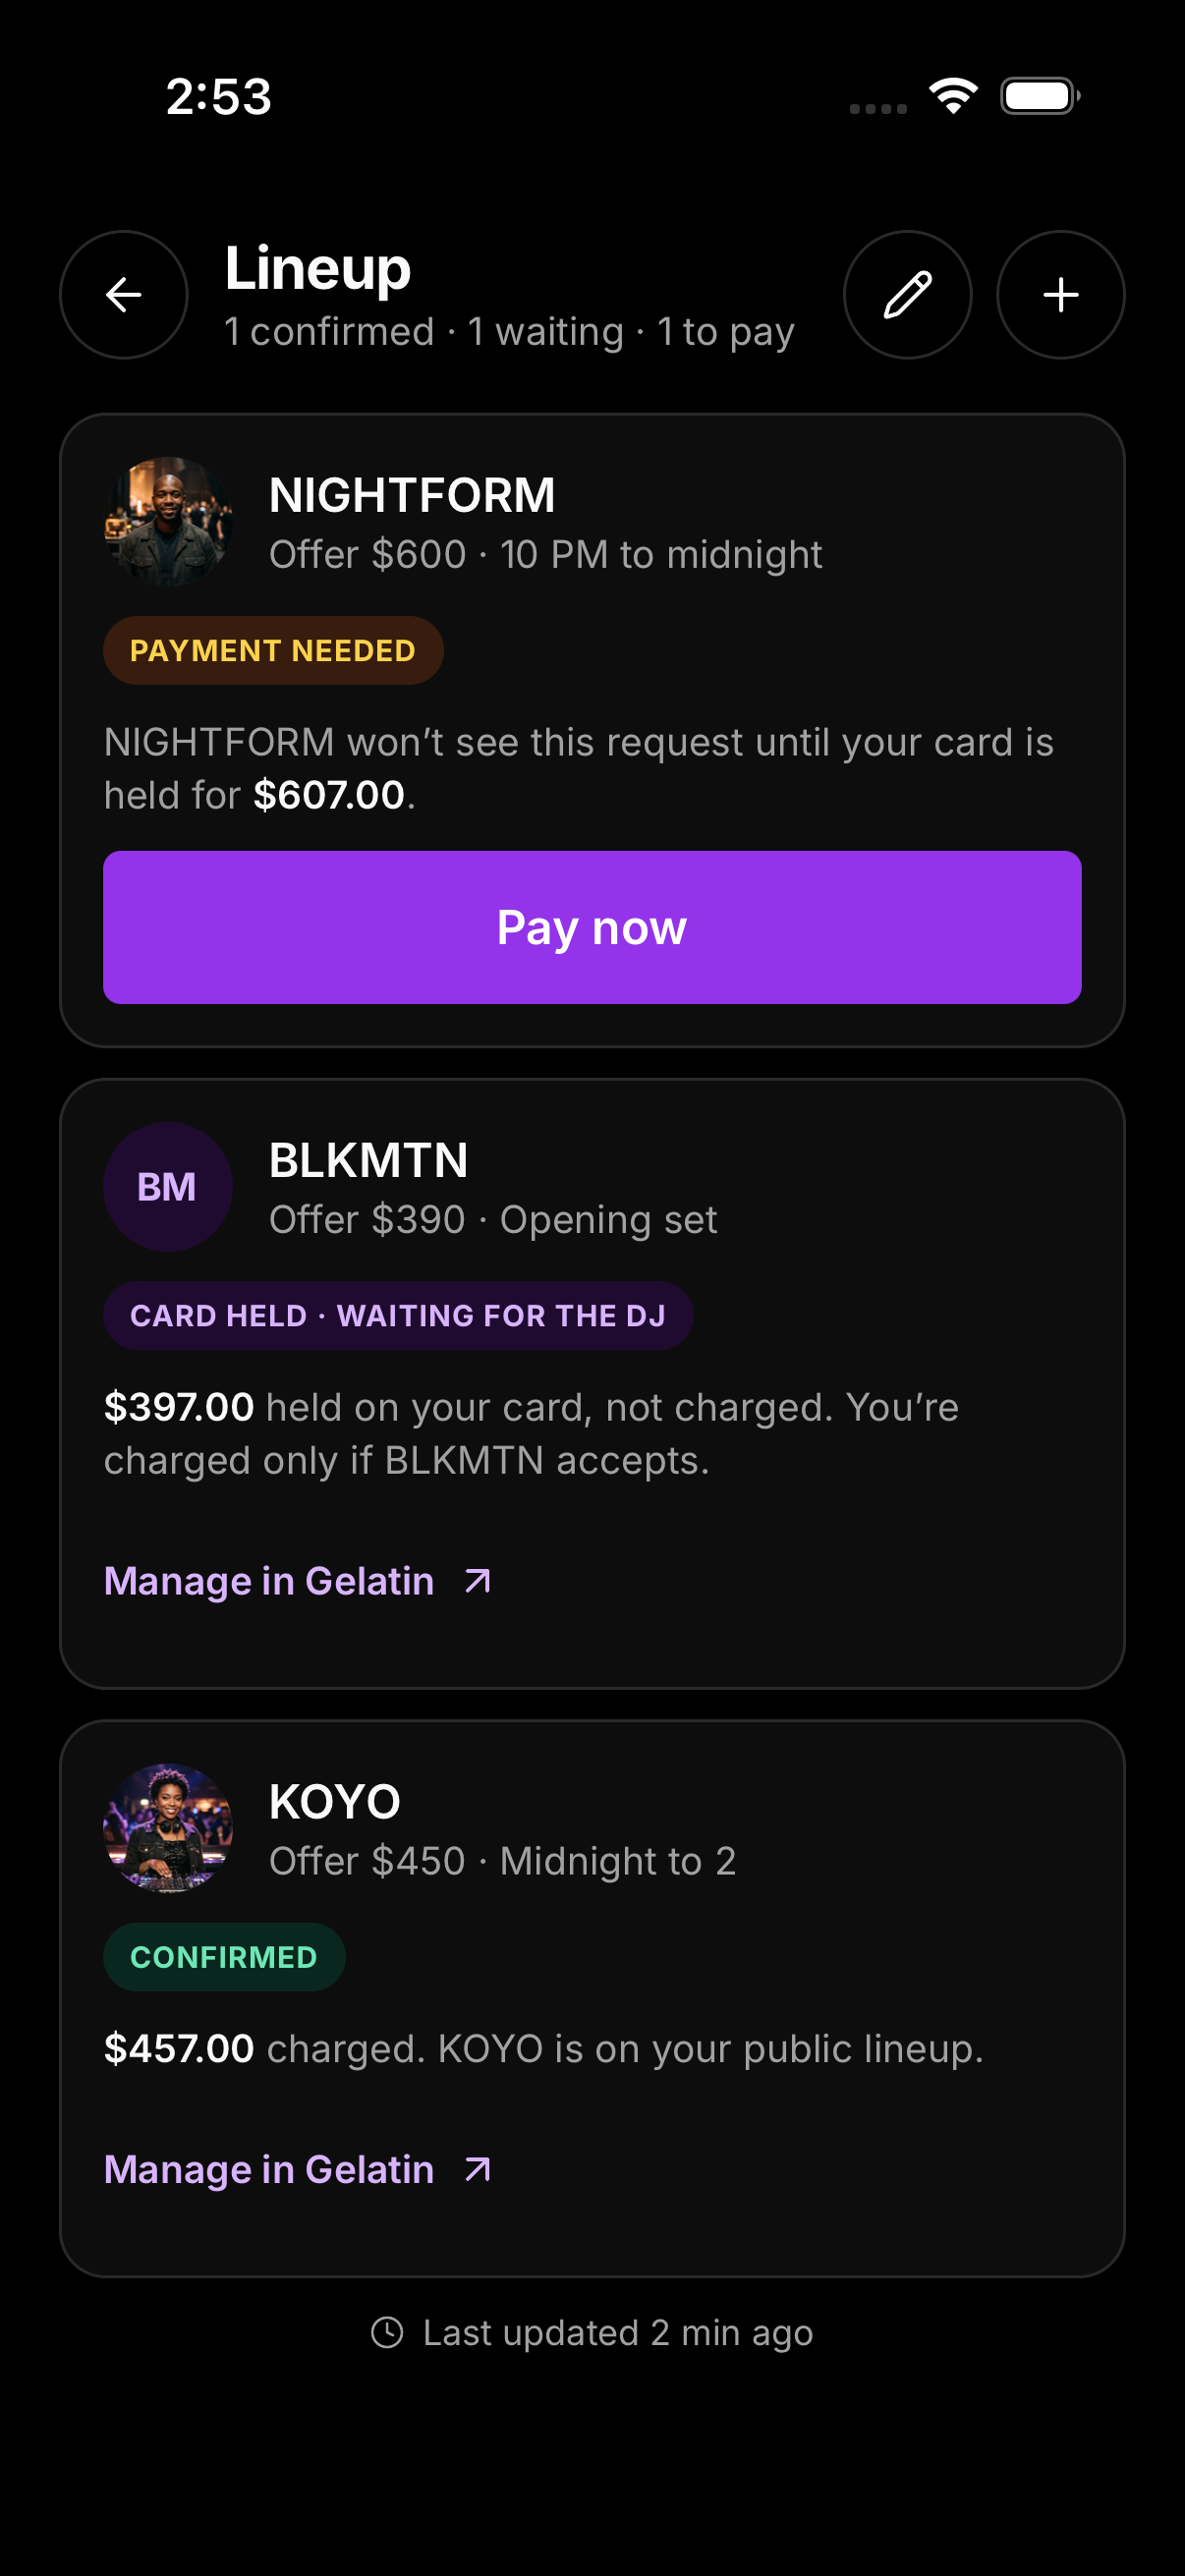 2:53
Lineup
1 confirmed · 1 waiting · 1 to pay
NIGHTFORM
Offer $600 · 10 PM to midnight
PAYMENT NEEDED
NIGHTFORM won’t see this request until your card is
held for $607.00.
Pay now
BM
BLKMTN
Offer $390 · Opening set
CARD HELD · WAITING FOR THE DJ
$397.00 held on your card, not charged. You’re
charged only if BLKMTN accepts.
Manage in Gelatin
KOYO
Offer $450 · Midnight to 2
CONFIRMED
$457.00 charged. KOYO is on your public lineup.
Manage in Gelatin
Last updated 2 min ago